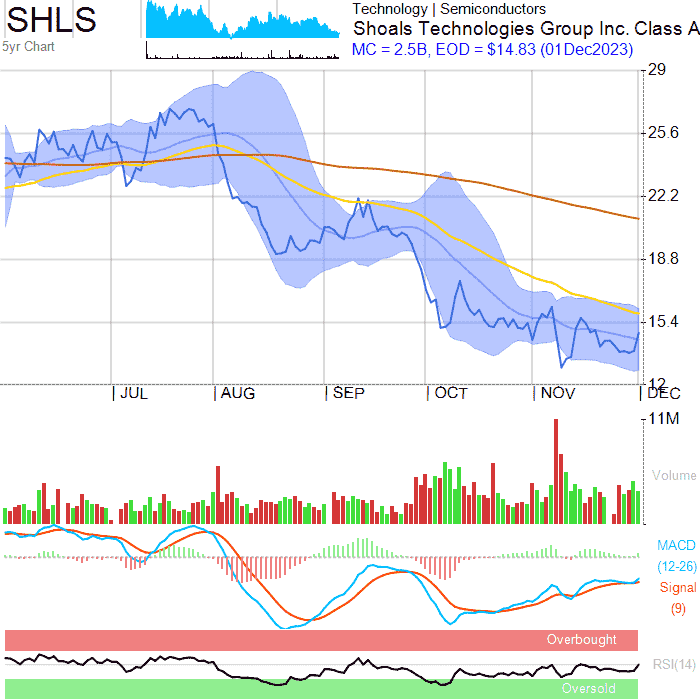 SHLS
5yr Chart
Technology | Semiconductors
Shoals Technologies Group Inc. Class A
MC = 2.5B, EOD = $14.83 (01Dec2023)
29
25.6
22.2
18.8
15.4
12
JUL AUG SEP OCT NOV DEC
11M
Volume
MACD
(12-26)
Signal
(9)
Overbought
RSI(14)
Oversold